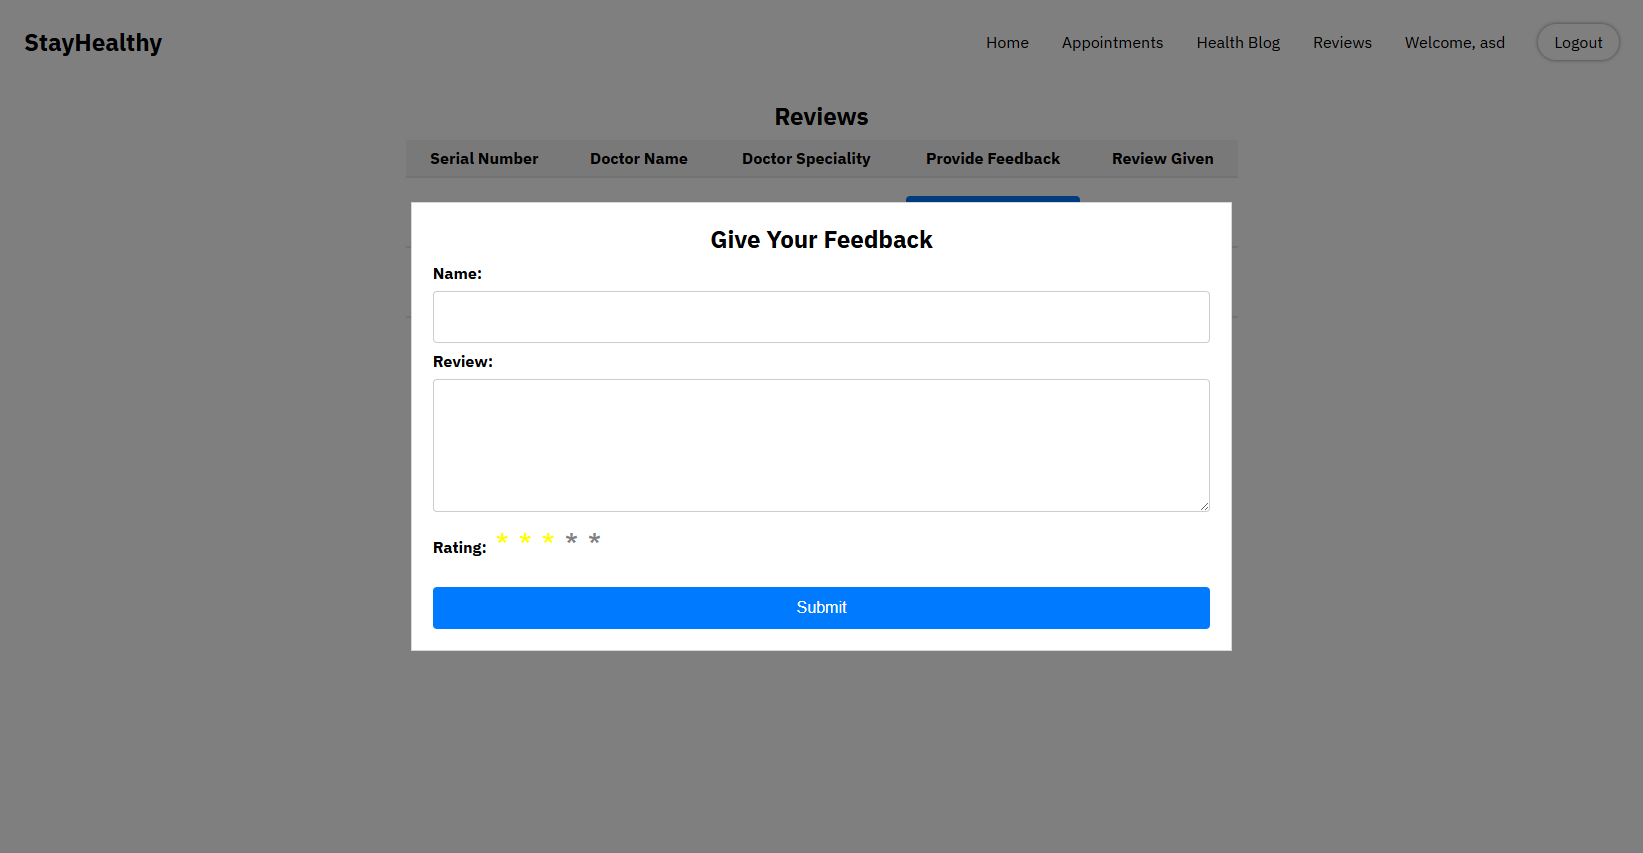 StayHealthy
Home Appointments Health Blog Reviews Welcome, asd Logout
Reviews
Serial Number Doctor Name Doctor Speciality Provide Feedback Review Given
Give Your Feedback
Name:
Review:
Rating: * * * * *
Submit